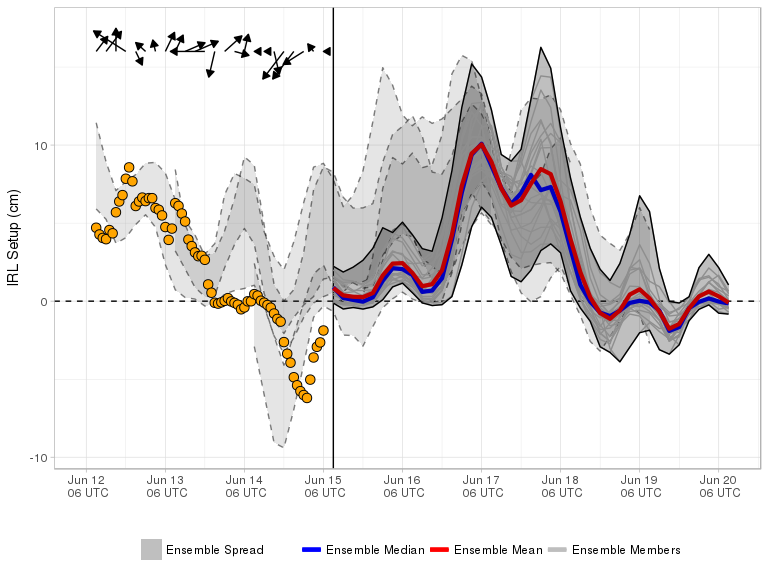 IRL Setup (cm)
10
0
-10
Jun 12 Jun 13 Jun 14 Jun 15 Jun 16 Jun 17 Jun 18 Jun 19 Jun 20
06 UTC 06 UTC 06 UTC 06 UTC 06 UTC 06 UTC 06 UTC 06 UTC 06 UTC
Ensemble Spread Ensemble Median Ensemble Mean Ensemble Members